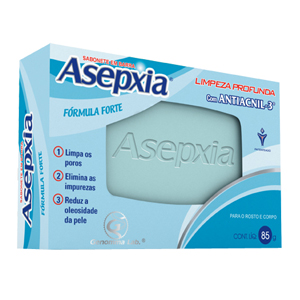 SABONETE EM BARRA
Asepxia
FÓRMULA FORTE
LIMPEZA PROFUNDA
Com ANTIACNIL-3
1 Limpa os
poros
2 Elimina as
impurezas
3 Reduz a
oleosidade
da pele
Asepxia
PARA O ROSTO E CORPO
CONT. LÍQ. 85 g
Asepxia
FÓRMULA FORTE